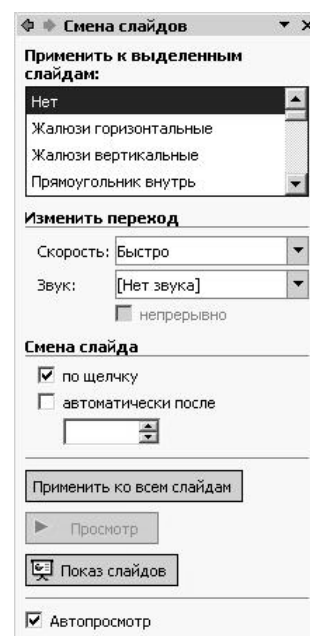 Смена слайдов
Применить к выделенным
слайдам:
Нет
Жалюзи горизонтальные
Жалюзи вертикальные
Прямоугольник внутрь
Изменить переход
Скорость: Быстро
Звук: [Нет звука]
непрерывно
Смена слайда
по щелчку
автоматически после
Применить ко всем слайдам
Просмотр
Показ слайдов
Автопросмотр